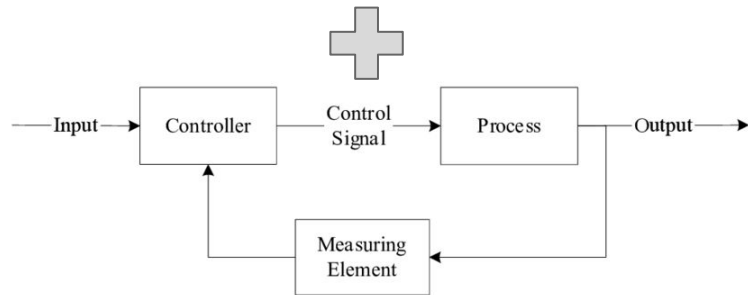 Input
Controller
Control
Signal
Process
Output
Measuring
Element